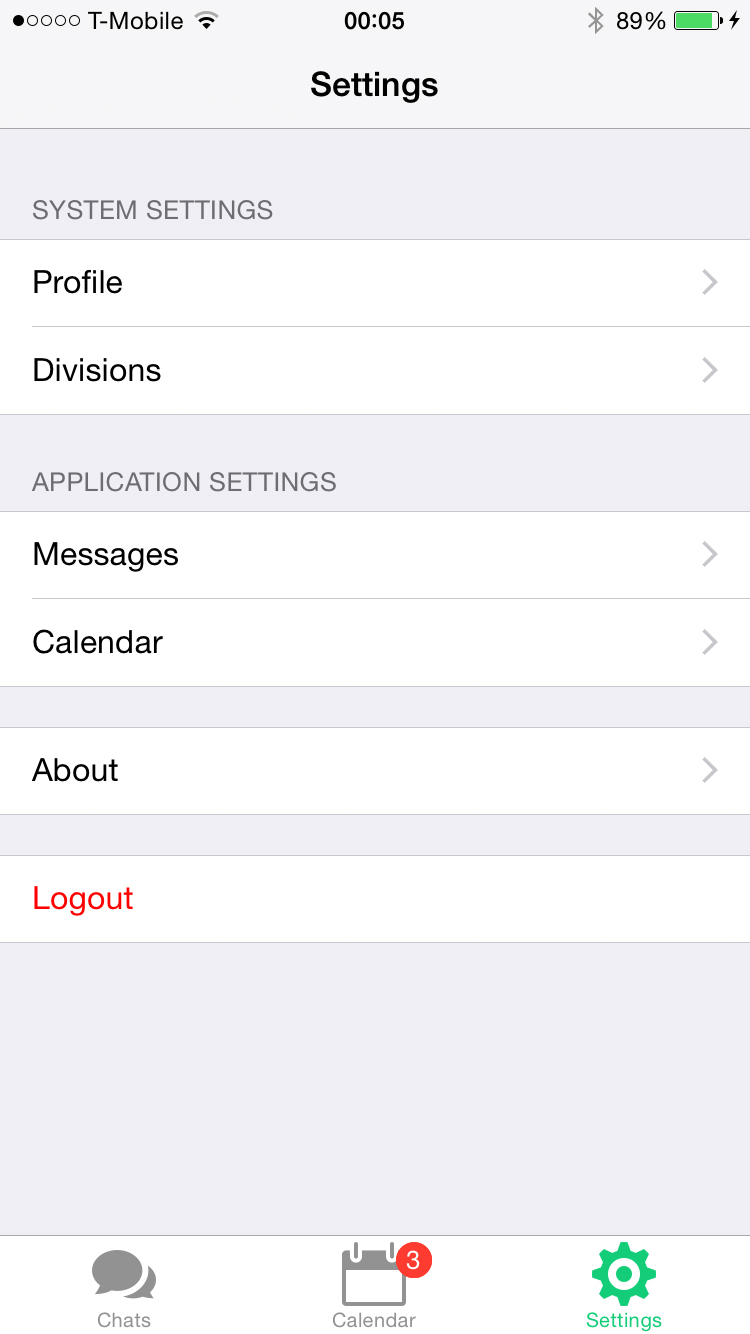 T-Mobile 00:05 89%
Settings
SYSTEM SETTINGS
Profile
Divisions
APPLICATION SETTINGS
Messages
Calendar
About
Logout
3
Chats Calendar Settings